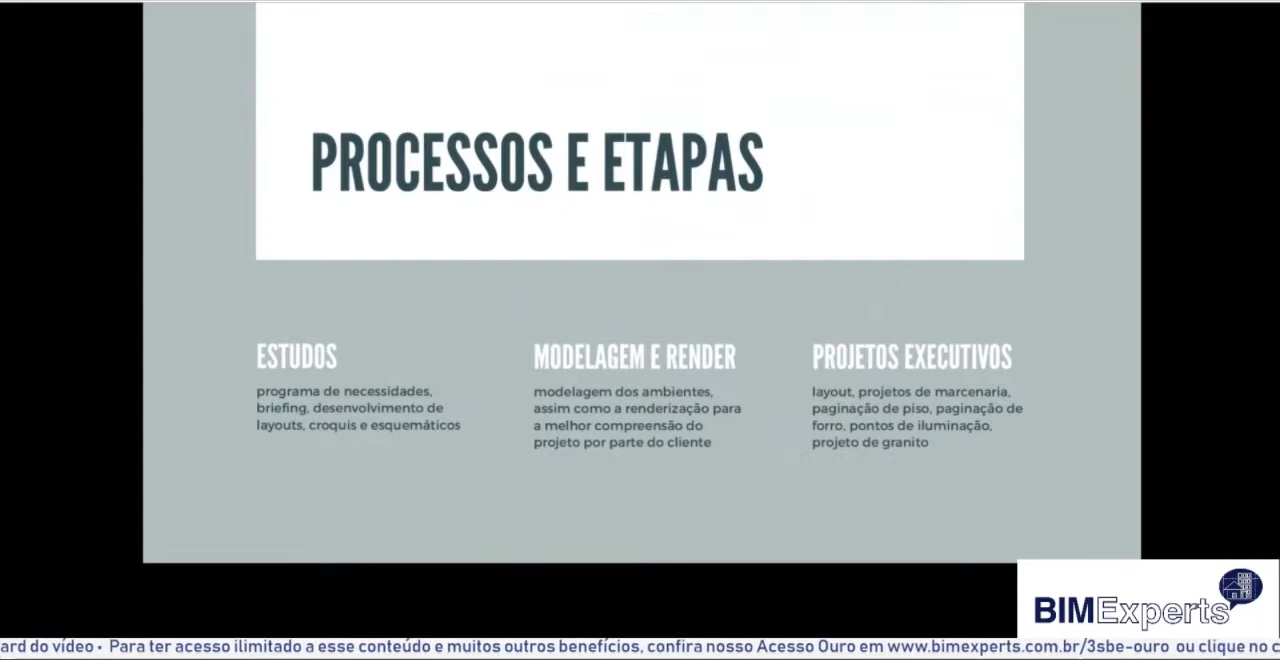 PROCESSOS E ETAPAS
ESTUDOS
programa de necessidades,
briefing, desenvolvimento de
layouts, croquis e esquemáticos
MODELAGEM E RENDER
modelagem dos ambientes,
assim como a renderização para
a melhor compreensão do
projeto por parte do cliente
PROJETOS EXECUTIVOS
layout, projetos de marcenaria,
paginação de piso, paginação de
forro, pontos de iluminação,
projeto de granito
BIMExperts
ard do vídeo • Para ter acesso ilimitado a esse conteúdo e muitos outros benefícios, confira nosso Acesso Ouro em www.bimexperts.com.br/3sbe-ouro ou clique no c